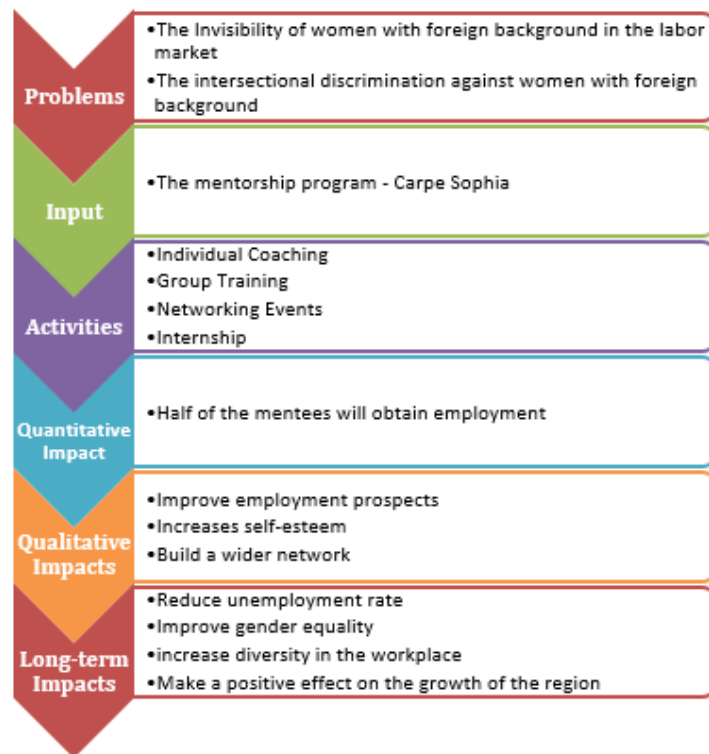 •The Invisibility of women with foreign background in the labor
market
•The intersectional discrimination against women with foreign
background
Problems
•The mentorship program - Carpe Sophia
Input
•Individual Coaching
•Group Training
•Networking Events
•Internship
Activities
•Half of the mentees will obtain employment
Quantitative
Impact
•Improve employment prospects
•Increases self-esteem
•Build a wider network
Qualitative
Impacts
•Reduce unemployment rate
•Improve gender equality
•increase diversity in the workplace
•Make a positive effect on the growth of the region
Long-term
Impacts